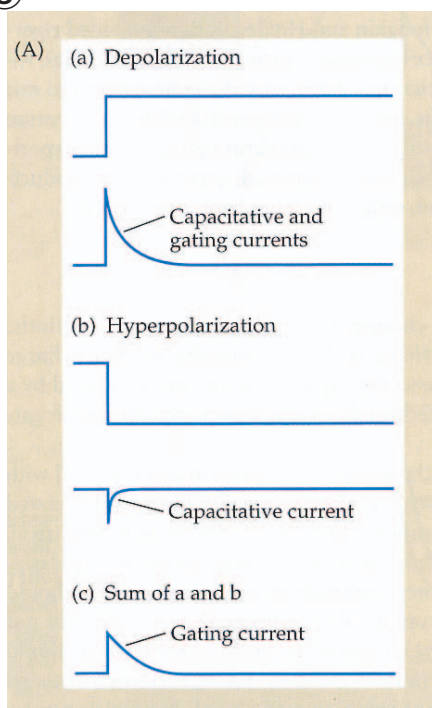 (A)
(a) Depolarization
Capacitative and
gating currents
(b) Hyperpolarization
Capacitative current
(c) Sum of a and b
Gating current